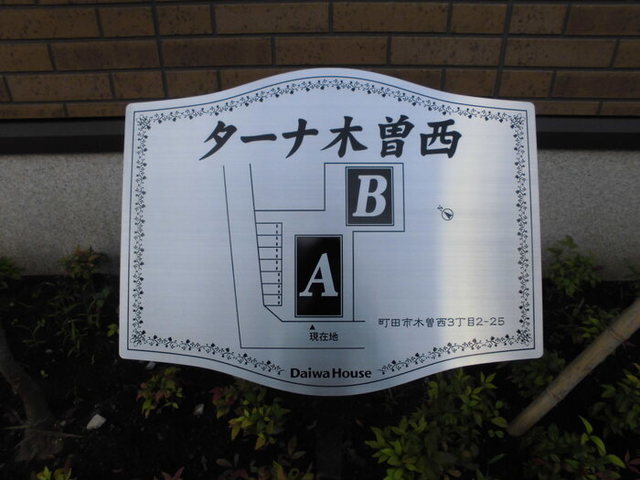 ターナ木曽西
B
A
現在地
町田市木曽西3丁目2-25
Daiwa House